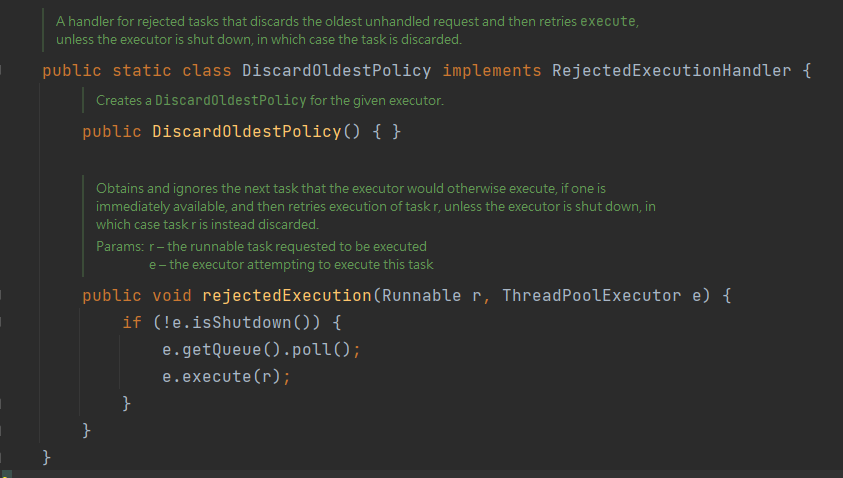 A handler for rejected tasks that discards the oldest unhandled request and then retries execute,
unless the executor is shut down, in which case the task is discarded.
public static class DiscardOldestPolicy implements RejectedExecutionHandler {
Creates a DiscardOldestPolicy for the given executor.
public DiscardOldestPolicy() { }
Obtains and ignores the next task that the executor would otherwise execute, if one is
immediately available, and then retries execution of task r, unless the executor is shut down, in
which case task r is instead discarded.
Params: r – the runnable task requested to be executed
e – the executor attempting to execute this task
public void rejectedExecution(Runnable r, ThreadPoolExecutor e) {
if (!e.isShutdown()) {
e.getQueue().poll();
e.execute(r);
}
}
}